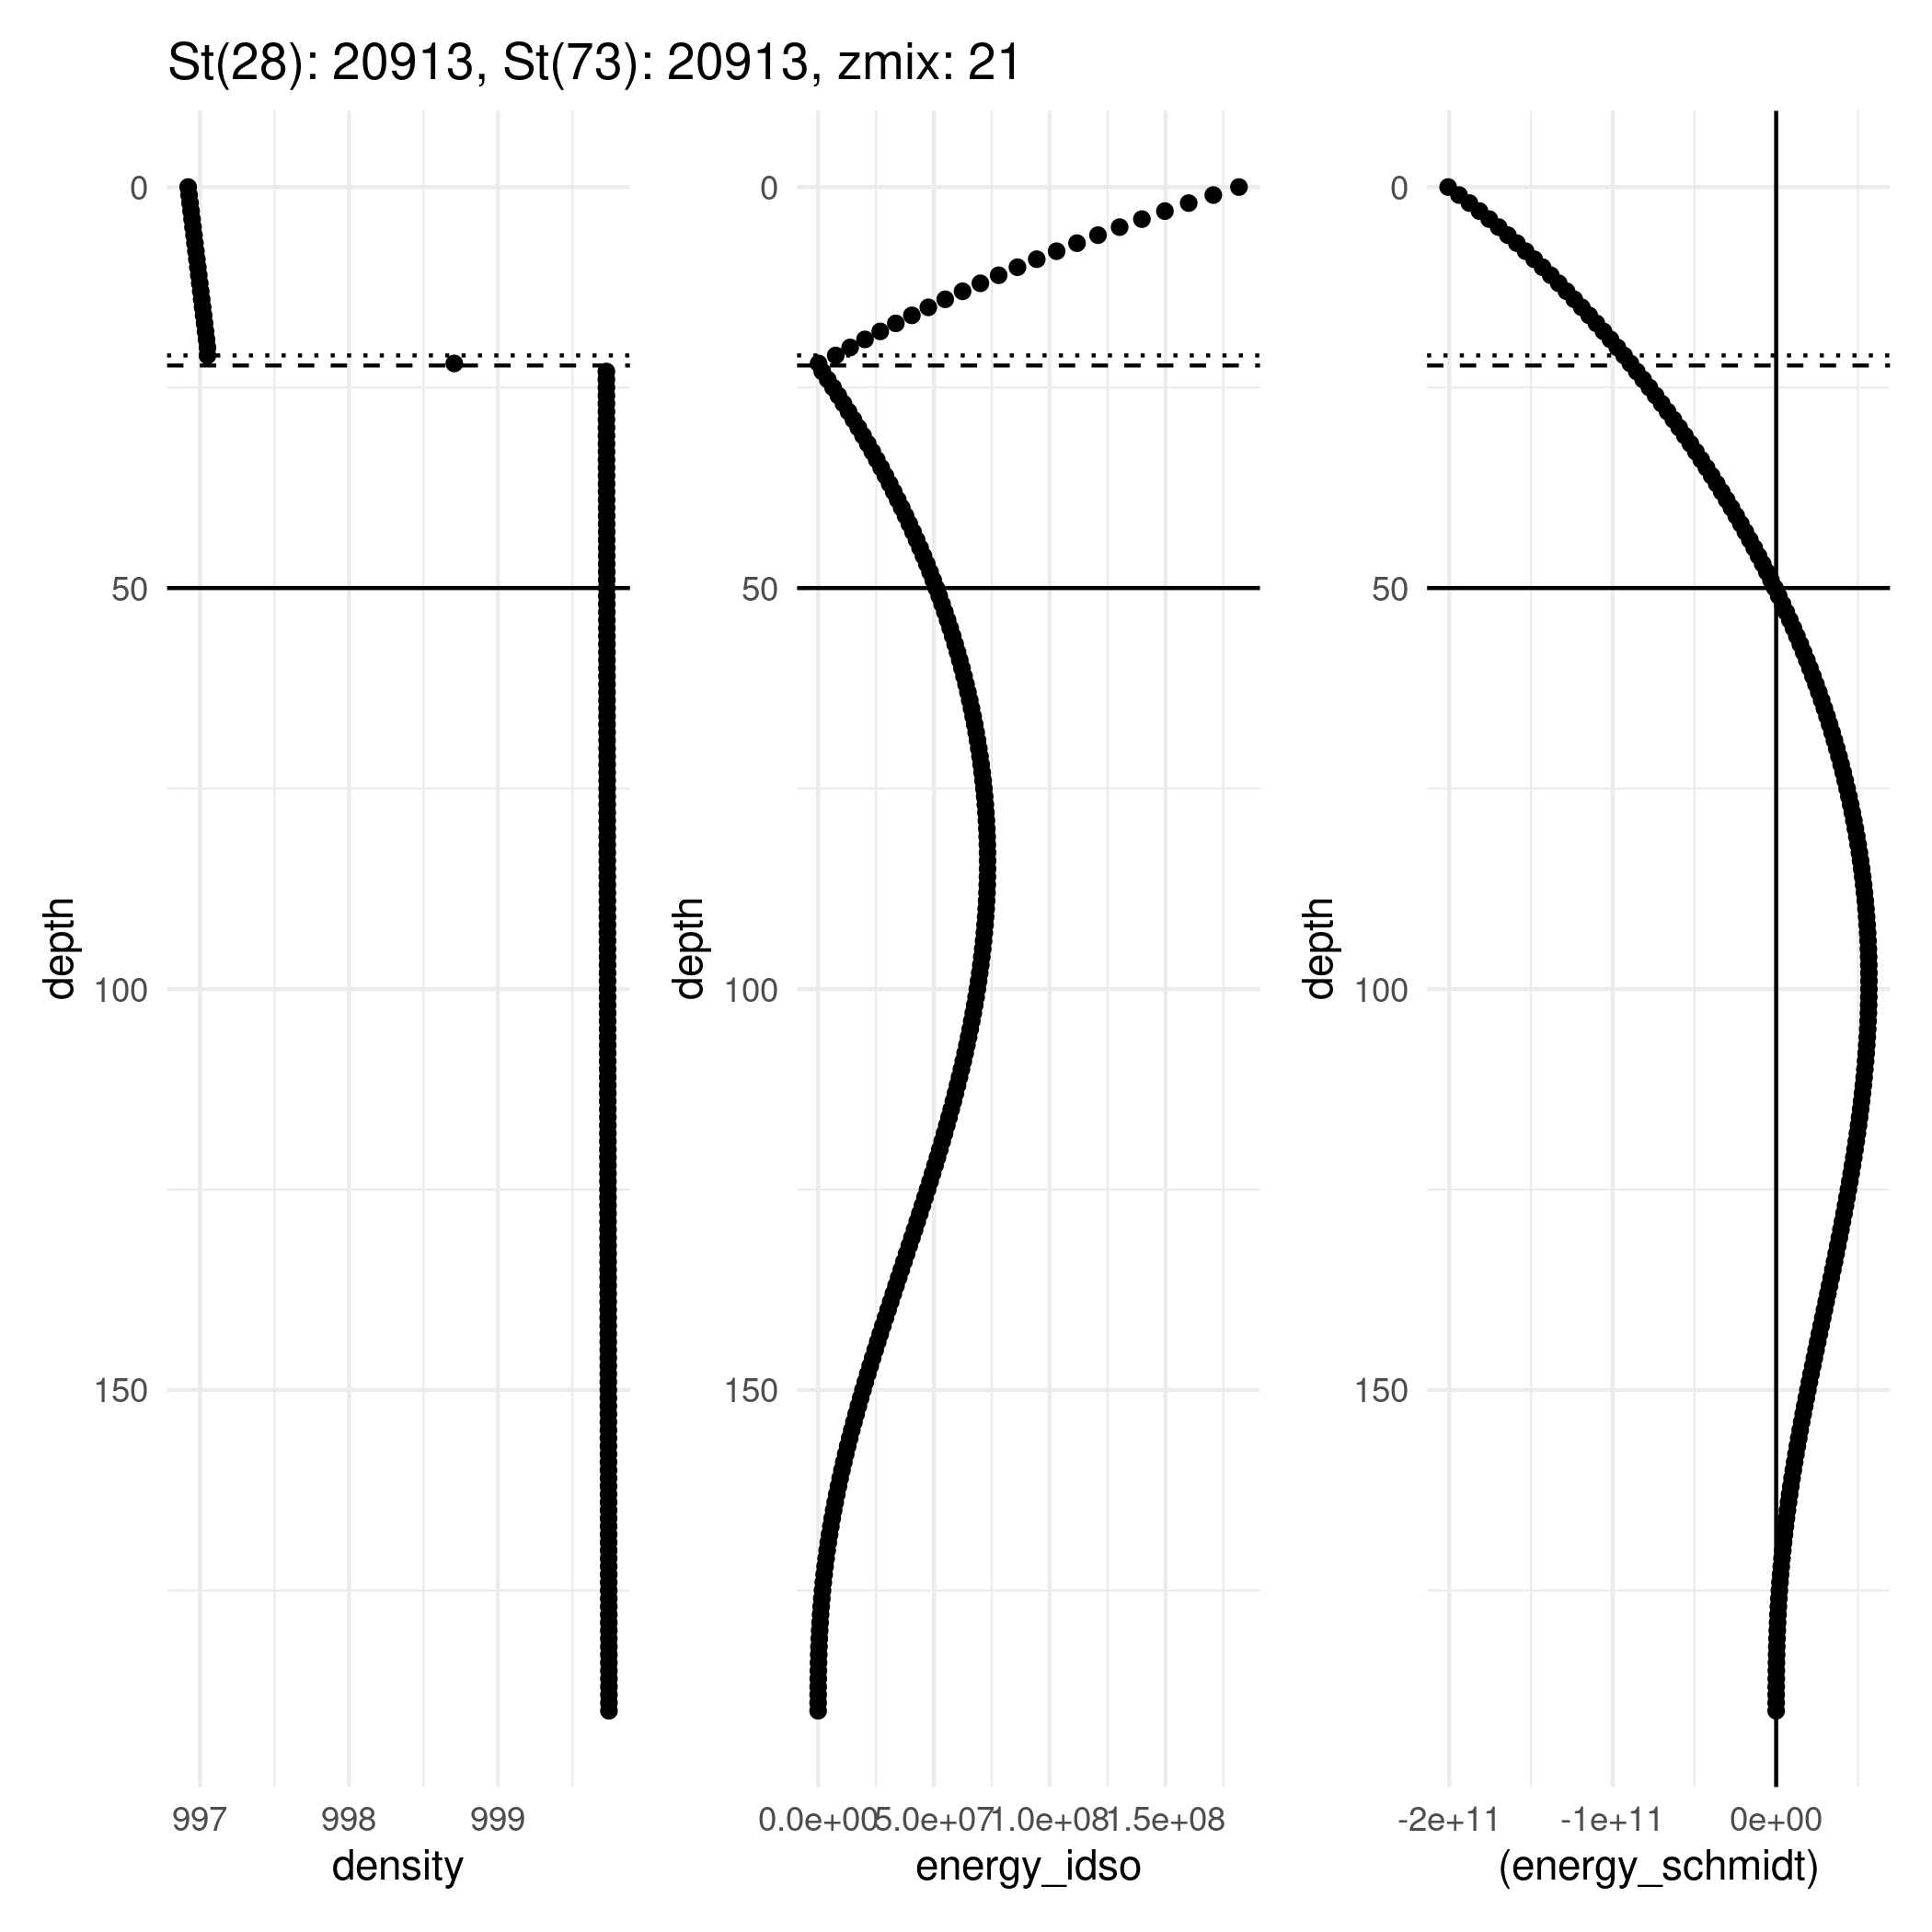 St(28): 20913, St(73): 20913, zmix: 21
0
50
100
150
depth
997 998 999
density
0
50
100
150
depth
0.0e+00 5.0e+07 1.0e+08 1.5e+08
energy_idso
0
50
100
150
depth
-2e+11 -1e+11 0e+00
(energy_schmidt)